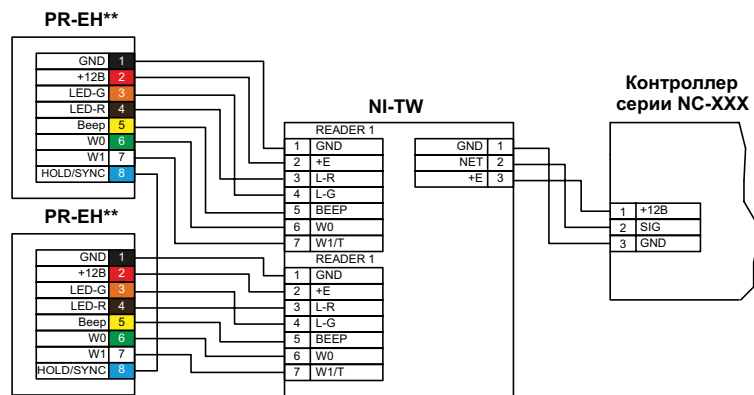 PR-EH**
GND 1
+12В 2
LED-G 3
LED-R 4
Beep 5
W0 6
W1 7
HOLD/SYNC 8
PR-EH**
GND 1
+12В 2
LED-G 3
LED-R 4
Beep 5
W0 6
W1 7
HOLD/SYNC 8
NI-TW
READER 1
1 GND
2 +E
3 L-R
4 L-G
5 BEEP
6 W0
7 W1/T
READER 1
1 GND
2 +E
3 L-R
4 L-G
5 BEEP
6 W0
7 W1/T
GND 1
NET 2
+E 3
Контроллер
серии NC-XXX
1 +12В
2 SIG
3 GND